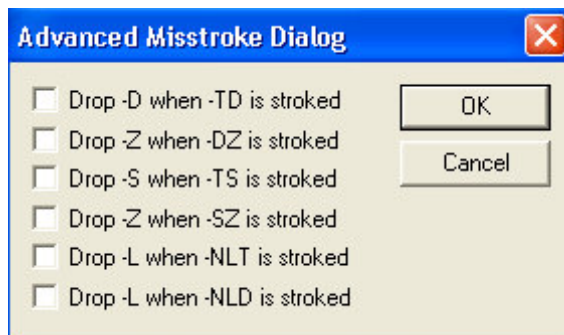 Advanced Misstroke Dialog
Drop -D when -TD is stroked
Drop -Z when -DZ is stroked
Drop -S when -TS is stroked
Drop -Z when -SZ is stroked
Drop -L when -NLT is stroked
Drop -L when -NLD is stroked
OK
Cancel